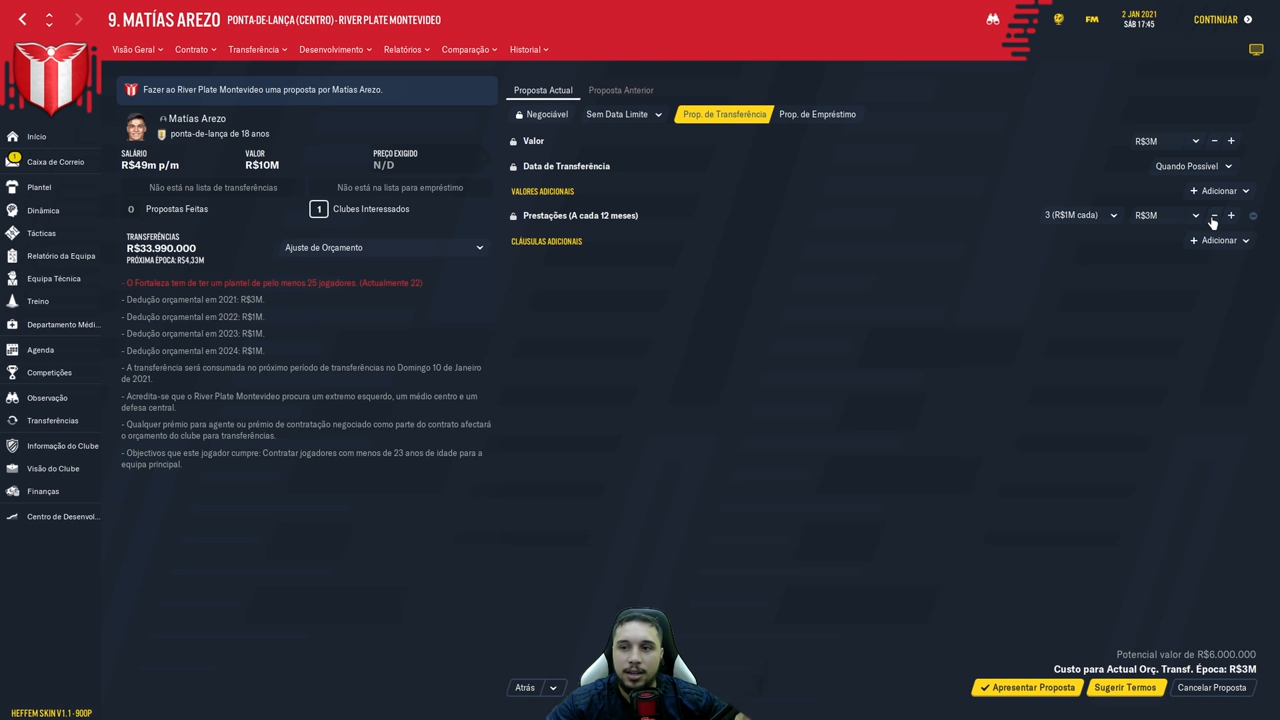 9. MATÍAS AREZO PONTA-DE-LANÇA (CENTRO) - RIVER PLATE MONTEVIDEO
FM
2 JAN 2021
SÁB 17:45
CONTINUAR
Visão Geral
Contrato
Transferência
Desenvolvimento
Relatórios
Comparação
Historial
Início
1
Caixa de Correio
Plantel
Dinâmica
Tácticas
Relatório da Equipa
Equipa Técnica
Treino
Departamento Médi...
Agenda
Competições
Observação
Transferências
Informação do Clube
Visão do Clube
Finanças
Centro de Desenvol...
HEFFEM SKIN V1.1 - 900P
Fazer ao River Plate Montevideo uma proposta por Matías Arezo.
Matías Arezo
ponta-de-lança de 18 anos
SALÁRIO
R$49m p/m
VALOR
R$10M
PREÇO EXIGIDO
N/D
Não está na lista de transferências
Não está na lista para empréstimo
0 Propostas Feitas
1 Clubes Interessados
TRANSFERÊNCIAS
R$33.990.000
PRÓXIMA ÉPOCA: R$4,33M
Ajuste de Orçamento
- O Fortaleza tem de ter um plantel de pelo menos 25 jogadores. (Actualmente 22)
- Dedução orçamental em 2021: R$3M.
- Dedução orçamental em 2022: R$1M.
- Dedução orçamental em 2023: R$1M.
- Dedução orçamental em 2024: R$1M.
- A transferência será consumada no próximo período de transferências no Domingo 10 de Janeiro
de 2021.
- Acredita-se que o River Plate Montevideo procura um extremo esquerdo, um médio centro e um
defesa central.
- Qualquer prémio para agente ou prémio de contratação negociado como parte do contrato afectará
o orçamento do clube para transferências.
- Objectivos que este jogador cumpre: Contratar jogadores com menos de 23 anos de idade para a
equipa principal.
Proposta Actual
Proposta Anterior
Negociável
Sem Data Limite
Prop. de Transferência
Prop. de Empréstimo
Valor
R$3M
Data de Transferência
Quando Possível
VALORES ADICIONAIS
Adicionar
Prestações (A cada 12 meses)
3 (R$1M cada)
R$3M
CLÁUSULAS ADICIONAIS
Adicionar
Potencial valor de R$6.000.000
Custo para Actual Orç. Transf. Época: R$3M
Atrás
Apresentar Proposta
Sugerir Termos
Cancelar Proposta